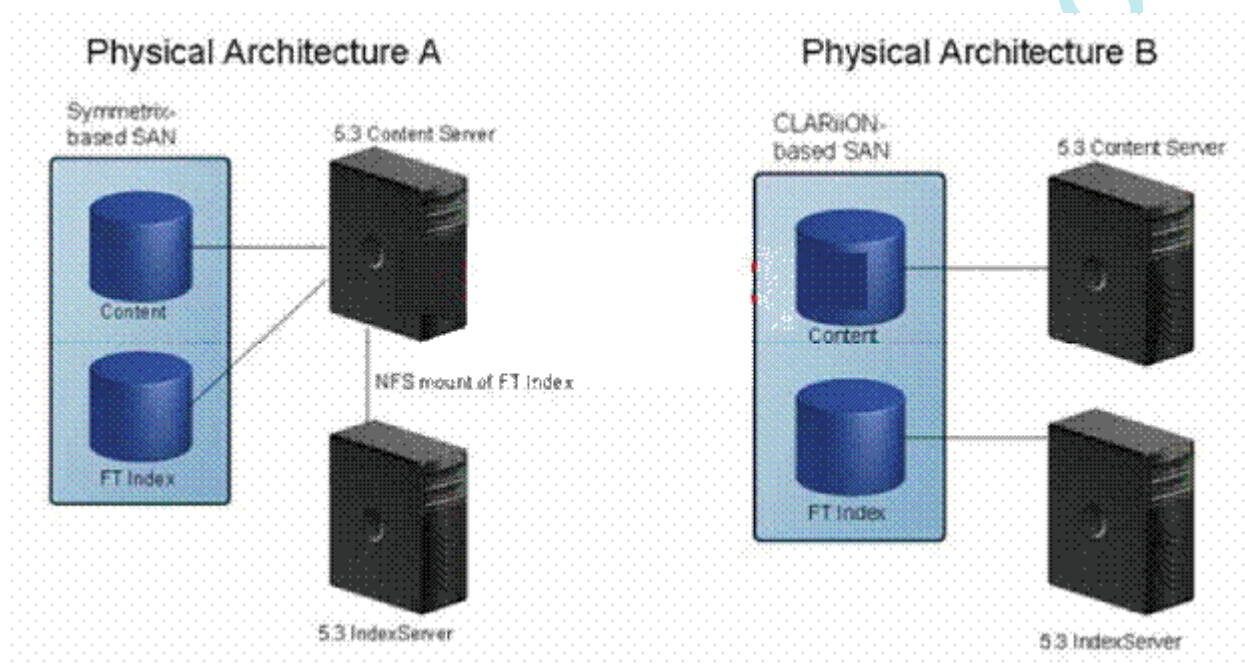 Physical Architecture A
Symmetrix-
based SAN
5.3 Content Server
Content
NFS mount of FT Index
FT Index
5.3 IndexServer
Physical Architecture B
CLARiiON-
based SAN
5.3 Content Server
Content
FT Index
5.3 IndexServer